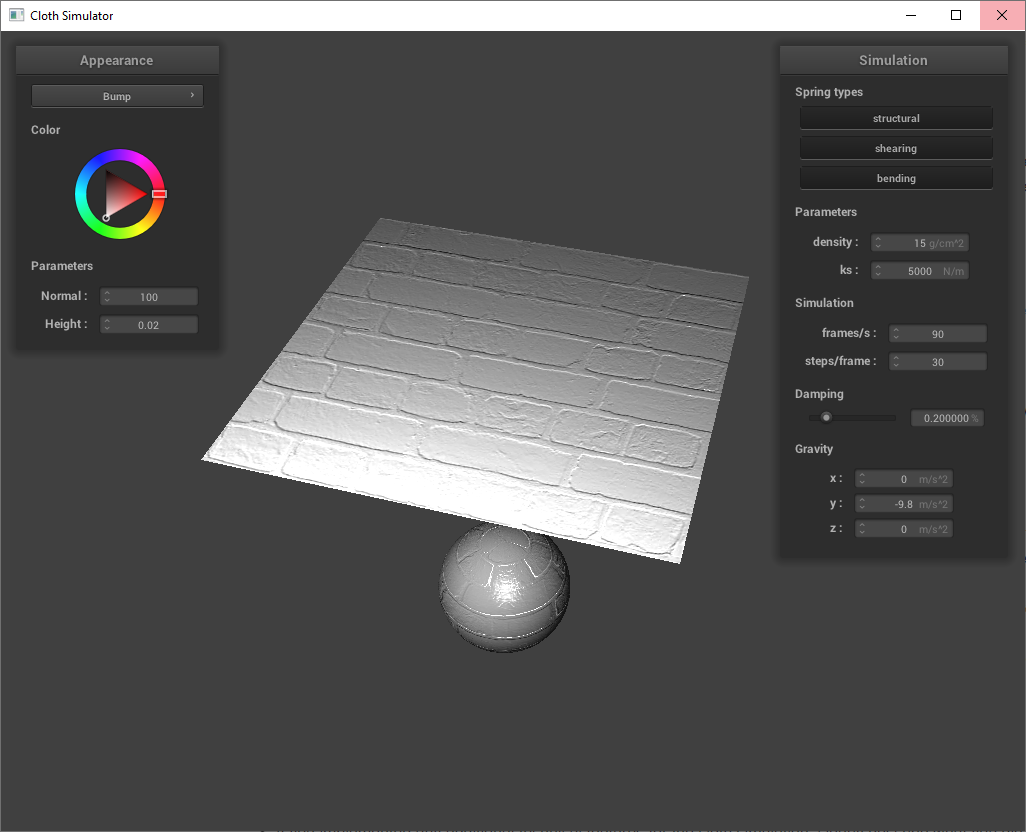 Cloth Simulator
Appearance
Bump
Color
Parameters
Normal : 100
Height : 0.02
Simulation
Spring types
structural
shearing
bending
Parameters
density : 15 g/cm^2
ks : 5000 N/m
Simulation
frames/s : 90
steps/frame : 30
Damping
0.200000 %
Gravity
x : 0 m/s^2
y : -9.8 m/s^2
z : 0 m/s^2